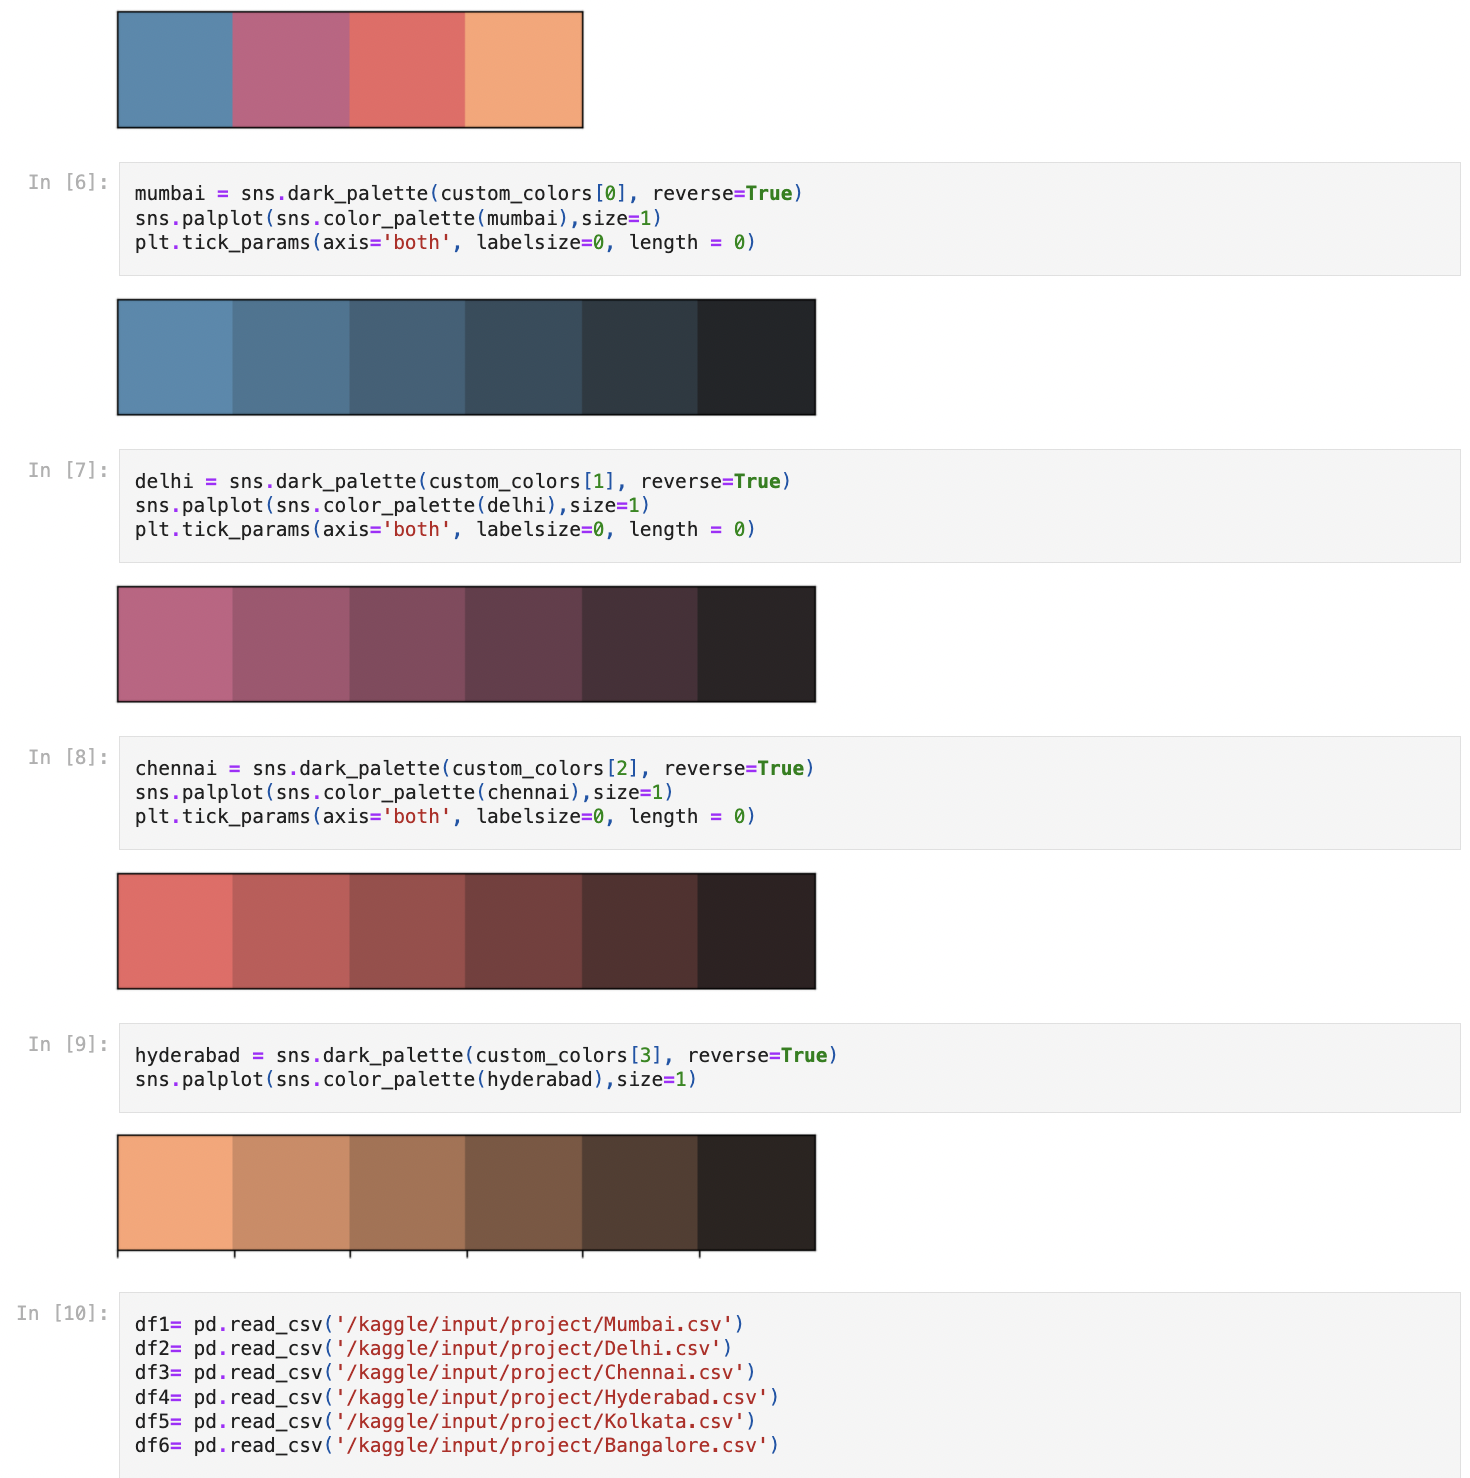 In [6]:
mumbai = sns.dark_palette(custom_colors[0], reverse=True)
sns.palplot(sns.color_palette(mumbai),size=1)
plt.tick_params(axis='both', labelsize=0, length = 0)
In [7]:
delhi = sns.dark_palette(custom_colors[1], reverse=True)
sns.palplot(sns.color_palette(delhi),size=1)
plt.tick_params(axis='both', labelsize=0, length = 0)
In [8]:
chennai = sns.dark_palette(custom_colors[2], reverse=True)
sns.palplot(sns.color_palette(chennai),size=1)
plt.tick_params(axis='both', labelsize=0, length = 0)
In [9]:
hyderabad = sns.dark_palette(custom_colors[3], reverse=True)
sns.palplot(sns.color_palette(hyderabad),size=1)
In [10]:
df1= pd.read_csv('/kaggle/input/project/Mumbai.csv')
df2= pd.read_csv('/kaggle/input/project/Delhi.csv')
df3= pd.read_csv('/kaggle/input/project/Chennai.csv')
df4= pd.read_csv('/kaggle/input/project/Hyderabad.csv')
df5= pd.read_csv('/kaggle/input/project/Kolkata.csv')
df6= pd.read_csv('/kaggle/input/project/Bangalore.csv')